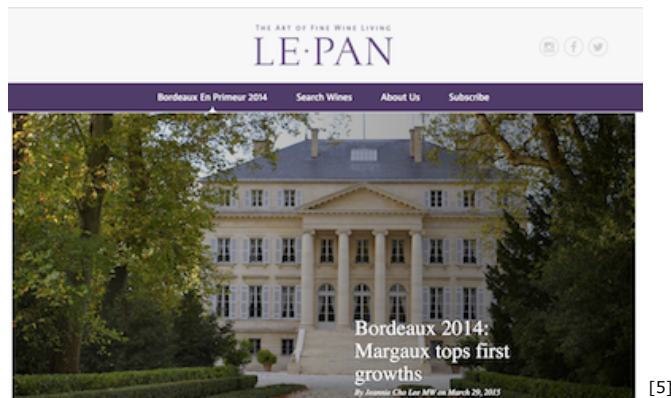 THE ART OF FINE WINE LIVING
LE·PAN
Bordeaux En Primeur 2014 Search Wines About Us Subscribe
Bordeaux 2014:
Margaux tops first
growths
By Jeannie Cho Lee MW on March 29, 2015
[5]